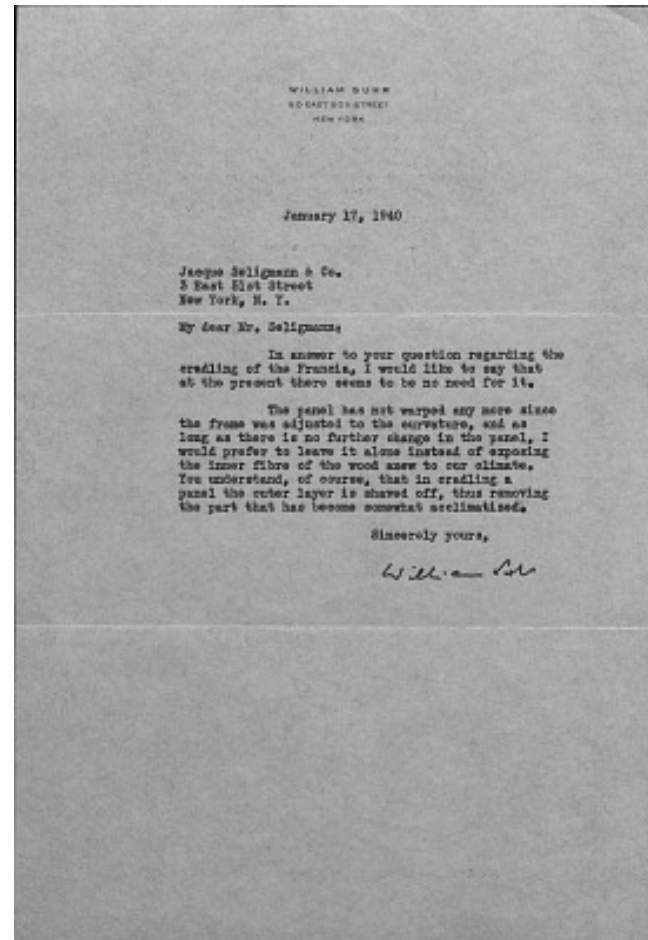 WILLIAM SUHR
NEW YORK
January 17, 1940
Jacque Seligmann & Co.
3 East 51st Street
New York, N. Y.
My dear Mr. Seligmann:
In answer to your question regarding the
cradling of the Francia, I would like to say that
at the present there seems to be no need for it.
The panel has not warped any more since
the frame was adjusted to the curvature, and as
long as there is no further change in the panel, I
would prefer to leave it alone instead of exposing
the inner fibre of the wood anew to our climate.
You understand, of course, that in cradling a
panel the outer layer is shaved off, thus removing
the part that has become somewhat acclimatised.
Sincerely yours,
William Suhr